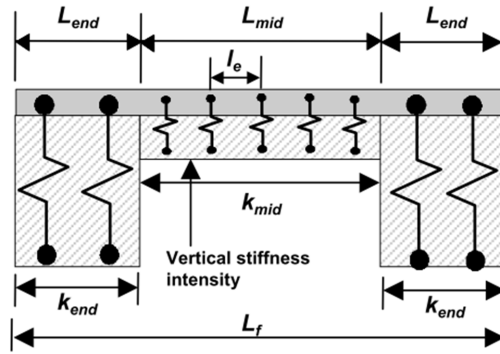 L_end L_mid L_end
l_e
k_mid
Vertical stiffness
intensity
k_end k_end
L_f